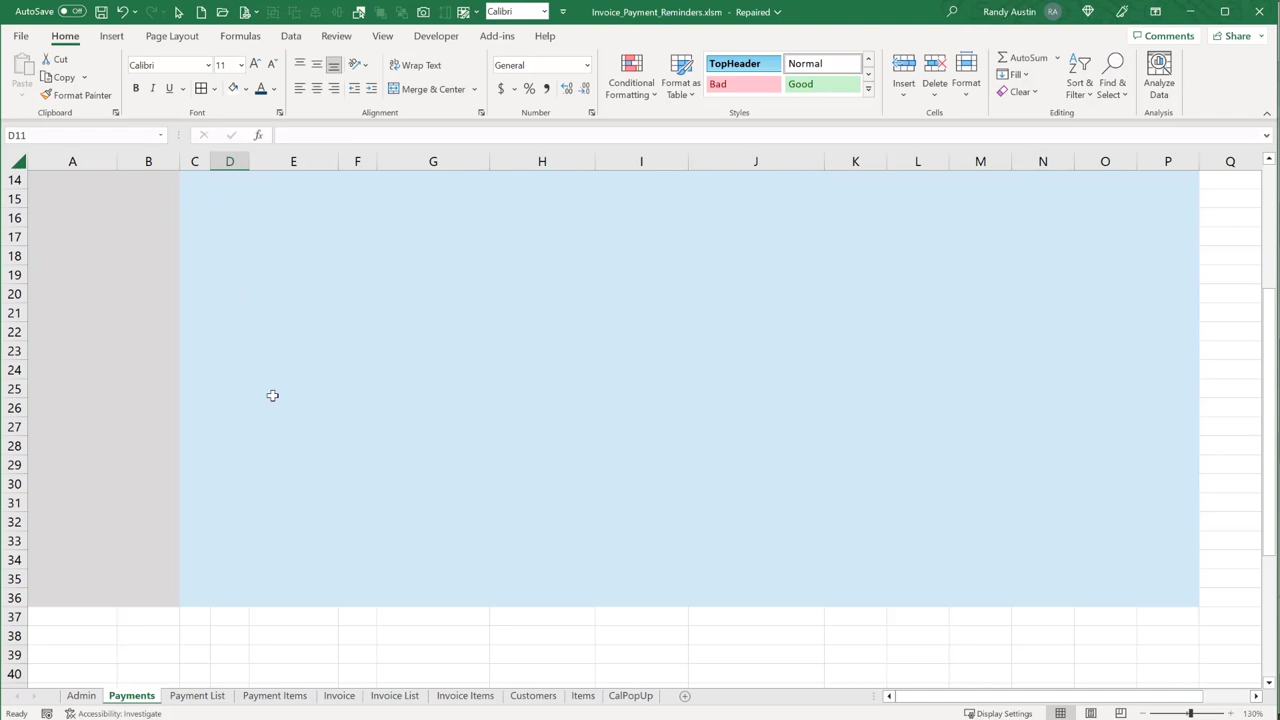 AutoSave Off Calibri Invoice_Payment_Reminders.xlsm - Repaired Randy Austin RA
File Home Insert Page Layout Formulas Data Review View Developer Add-ins Help Comments Share
Paste Cut Copy Format Painter Clipboard
Calibri 11 B I U Font
Wrap Text Merge & Center Alignment
General $ % Number
Conditional Formatting Format as Table TopHeader Normal Bad Good Styles
Insert Delete Format Cells
AutoSum Fill Clear Sort & Filter Find & Select Editing
Analyze Data Analysis
D11 fx
A B C D E F G H I J K L M N O P Q
14
15
16
17
18
19
20
21
22
23
24
25
26
27
28
29
30
31
32
33
34
35
36
37
38
39
40
Admin Payments Payment List Payment Items Invoice Invoice List Invoice Items Customers Items CalPopUp
Ready Accessibility: Investigate Display Settings 130%